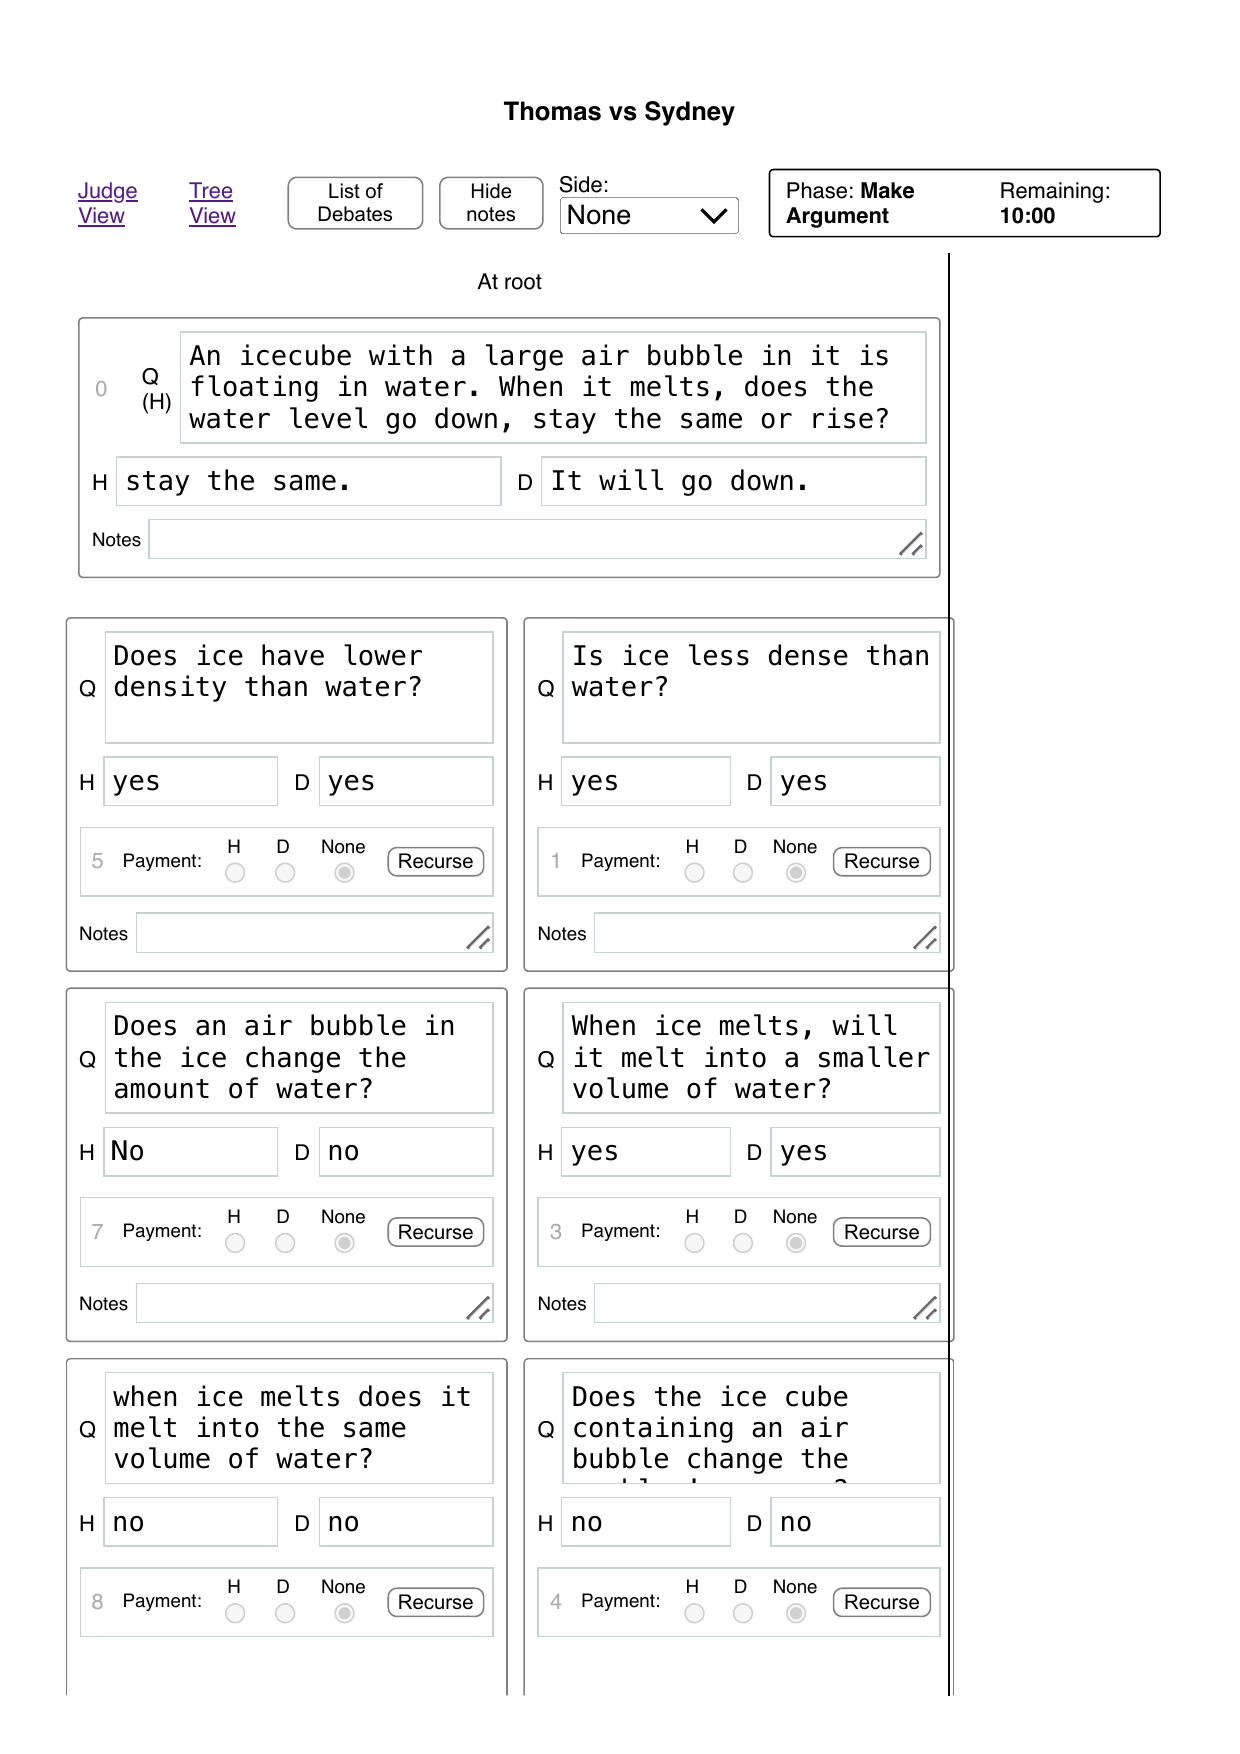 Thomas vs Sydney
Judge View
Tree View
List of Debates
Hide notes
Side:
None
Phase: Make Argument
Remaining: 10:00
At root
0
Q (H)
An icecube with a large air bubble in it is
floating in water. When it melts, does the
water level go down, stay the same or rise?
H stay the same. D It will go down.
Notes
Q
Does ice have lower
density than water?
H yes D yes
5 Payment: H D None Recurse
Notes
Q
Is ice less dense than
water?
H yes D yes
1 Payment: H D None Recurse
Notes
Q
Does an air bubble in
the ice change the
amount of water?
H No D no
7 Payment: H D None Recurse
Notes
Q
When ice melts, will
it melt into a smaller
volume of water?
H yes D yes
3 Payment: H D None Recurse
Notes
Q
when ice melts does it
melt into the same
volume of water?
H no D no
8 Payment: H D None Recurse
Q
Does the ice cube
containing an air
bubble change the
H no D no
4 Payment: H D None Recurse